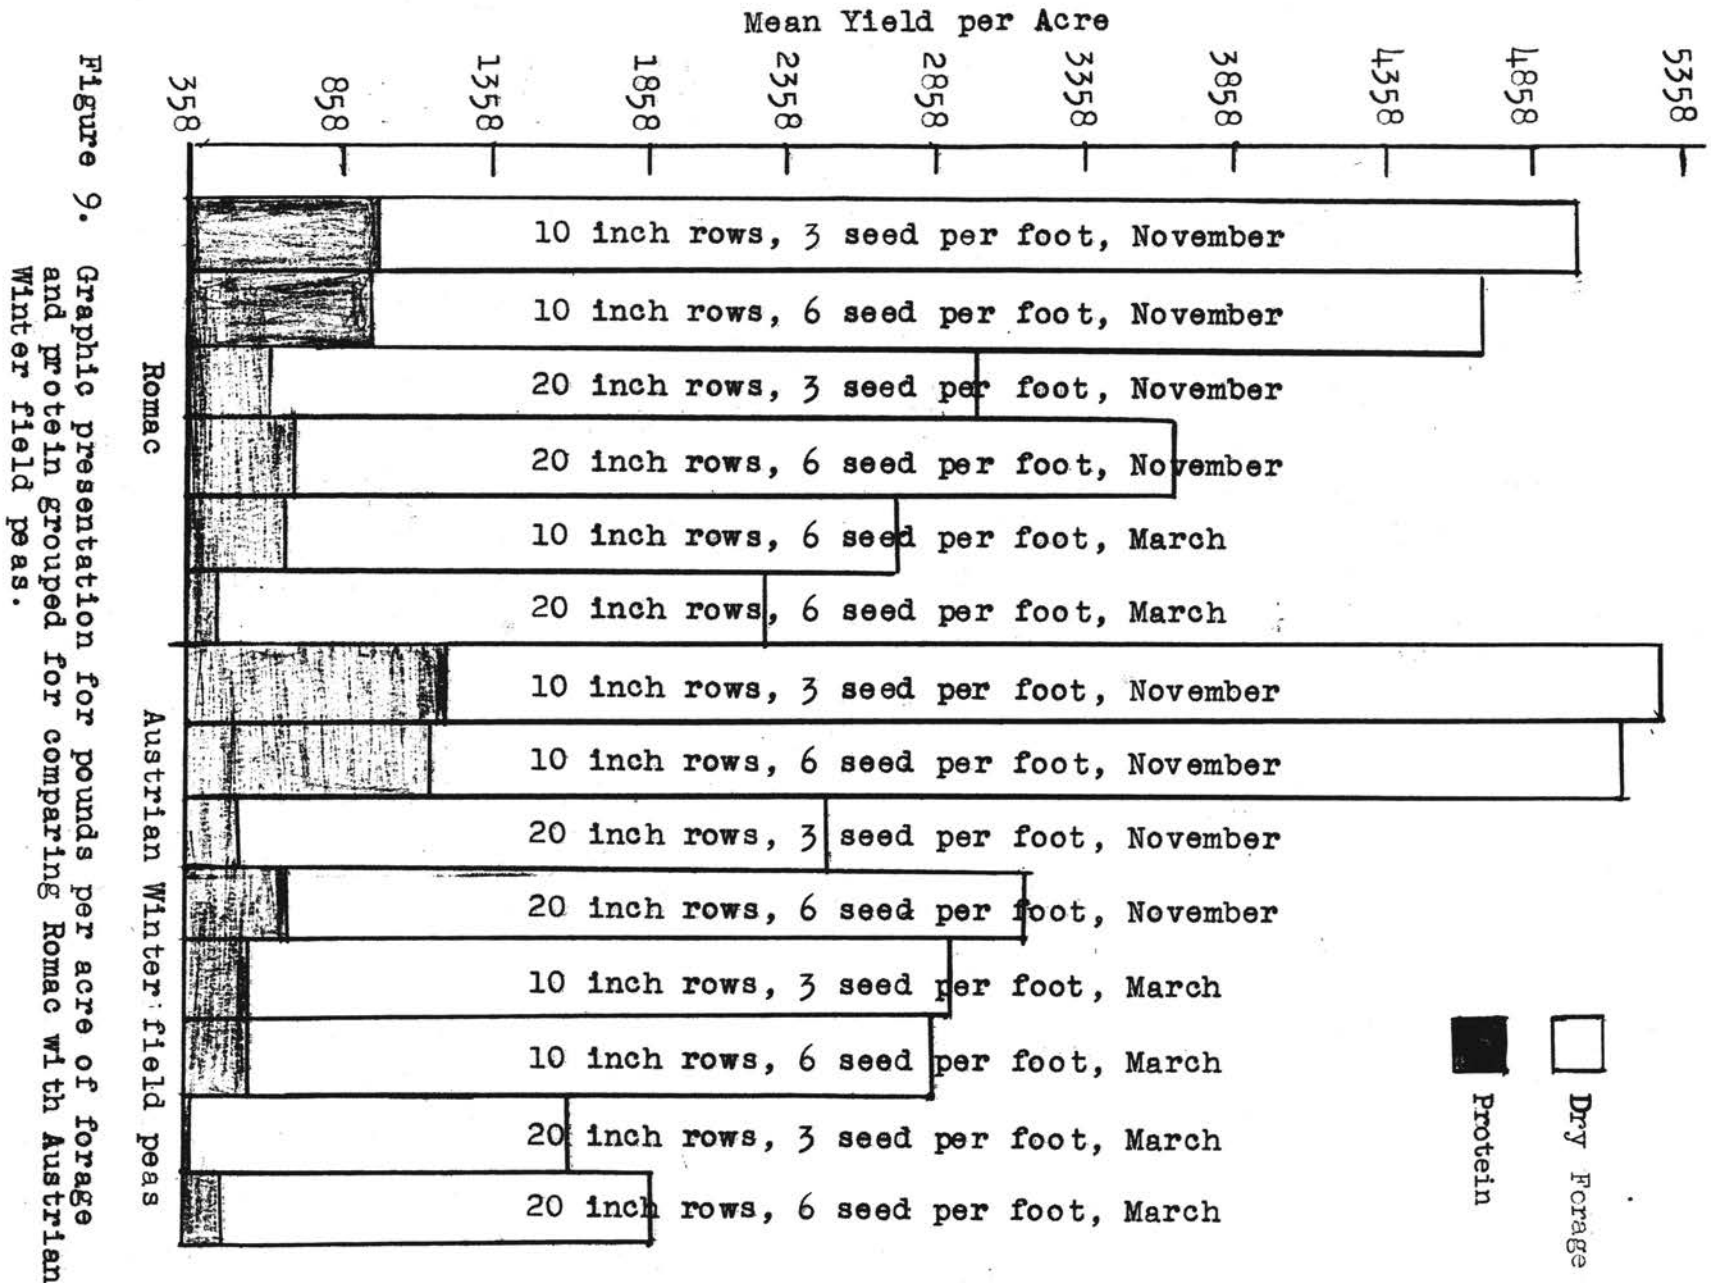 Mean Yield per Acre
5358
4858
4358
3858
3358
2858
2358
1858
1358
858
358
10 inch rows, 3 seed per foot, November
10 inch rows, 6 seed per foot, November
20 inch rows, 3 seed per foot, November
20 inch rows, 6 seed per foot, November
10 inch rows, 6 seed per foot, March
20 inch rows, 6 seed per foot, March
10 inch rows, 3 seed per foot, November
10 inch rows, 6 seed per foot, November
20 inch rows, 3 seed per foot, November
20 inch rows, 6 seed per foot, November
10 inch rows, 3 seed per foot, March
10 inch rows, 6 seed per foot, March
20 inch rows, 3 seed per foot, March
20 inch rows, 6 seed per foot, March
Dry Forage
Protein
Romac
Austrian Winter field peas
Figure 9. Graphic presentation for pounds per acre of forage
and protein grouped for comparing Romac with Austrian
Winter field peas.